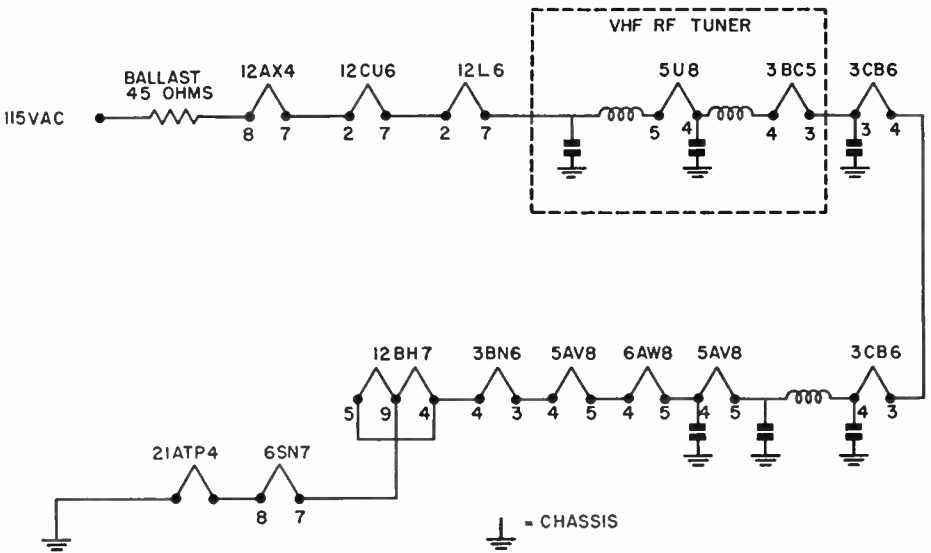 VHF RF TUNER
BALLAST
45 OHMS
12AX4 12CU6 12L6 5U8 3BC5 3CB6
115VAC
8 7 2 7 2 7 5 4 4 3 3 4
12BH7 3BN6 5AV8 6AW8 5AV8 3CB6
5 9 4 4 3 4 5 4 5 4 5 4 3
21ATP4 6SN7
8 7
= CHASSIS